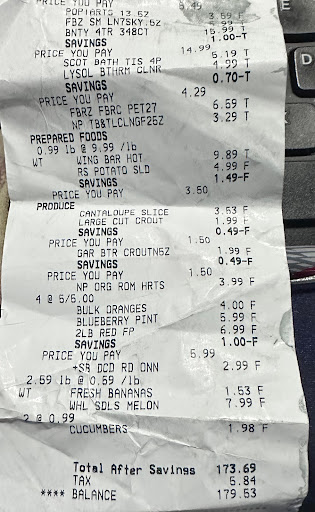 PRICE YOU PAY 8.49
POPTARTS 13.5Z 3.59 F
FBZ SM LN7SKY.5Z
BNTY 4TR 348CT 15.99 T
SAVINGS 1.00-T
PRICE YOU PAY 14.99
SCOT BATH TIS 4P 5.19 T
LYSOL BTHRM CLNR 4.99 T
SAVINGS 0.70-T
PRICE YOU PAY 4.29
FBRZ FBRC PET27 6.59 T
NP TB&TLCLNGF25Z 3.29 T
PREPARED FOODS
0.99 lb @ 9.99 /lb
WT WING BAR HOT 9.89 T
RS POTATO SLD 4.99 F
SAVINGS 1.49-F
PRICE YOU PAY 3.50
PRODUCE
CANTALOUPE SLICE 3.53 F
LARGE CUT CROUT 1.99 F
SAVINGS 0.49-F
PRICE YOU PAY 1.50
GAR BTR CROUTN5Z 1.99 F
SAVINGS 0.49-F
PRICE YOU PAY 1.50
NP ORG ROM HRTS 3.99 F
4 @ 5/5.00
BULK ORANGES 4.00 F
BLUEBERRY PINT 5.99 F
2LB RED FP 6.99 F
SAVINGS 1.00-F
PRICE YOU PAY 5.99
+SB DCD RD ONN 2.99 F
2.59 lb @ 0.59 /lb
WT FRESH BANANAS 1.53 F
WHL SDLS MELON 7.99 F
2 @ 0.99
CUCUMBERS 1.98 F
Total After Savings 173.69
TAX 5.84
**** BALANCE 179.53
E
D